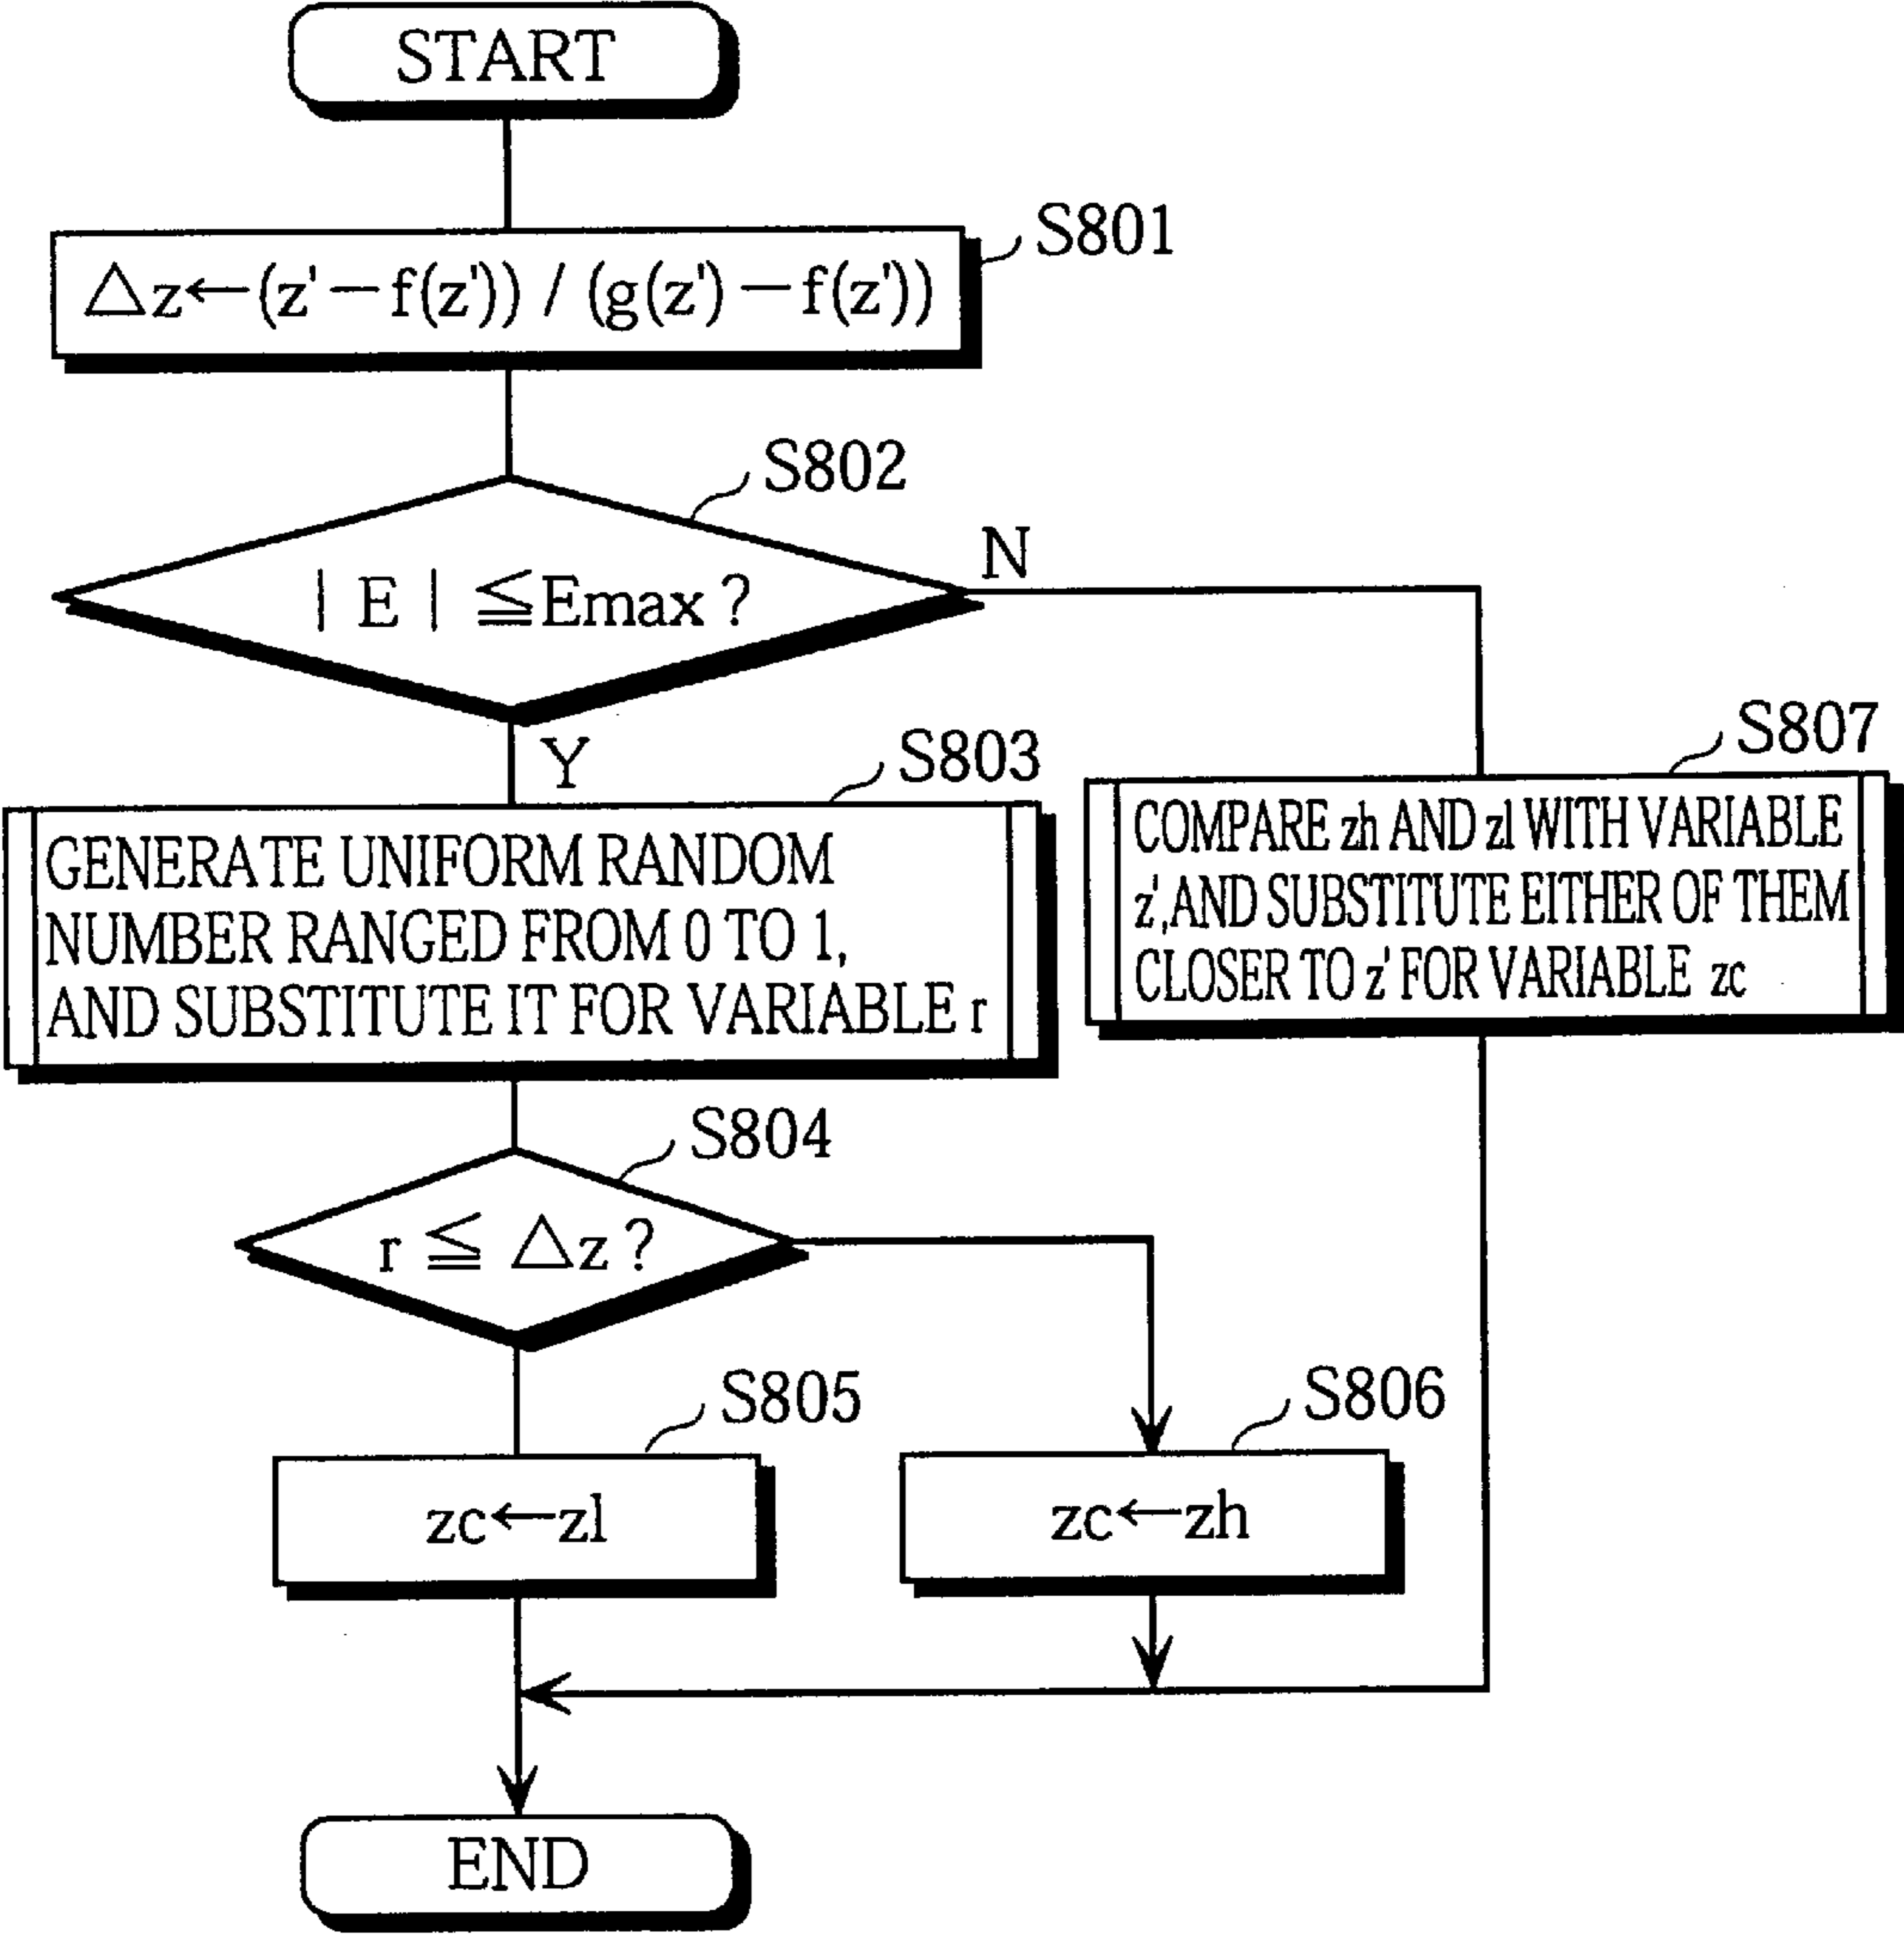 START
S801
△z←(z'－f(z')) / (g(z')－f(z'))
S802
| E | ≦Emax ?
N
Y
S803
GENERATE UNIFORM RANDOM
NUMBER RANGED FROM 0 TO 1,
AND SUBSTITUTE IT FOR VARIABLE r
S807
COMPARE zh AND zl WITH VARIABLE
z', AND SUBSTITUTE EITHER OF THEM
CLOSER TO z' FOR VARIABLE zc
S804
r ≦ △z ?
S805
zc←zl
S806
zc←zh
END